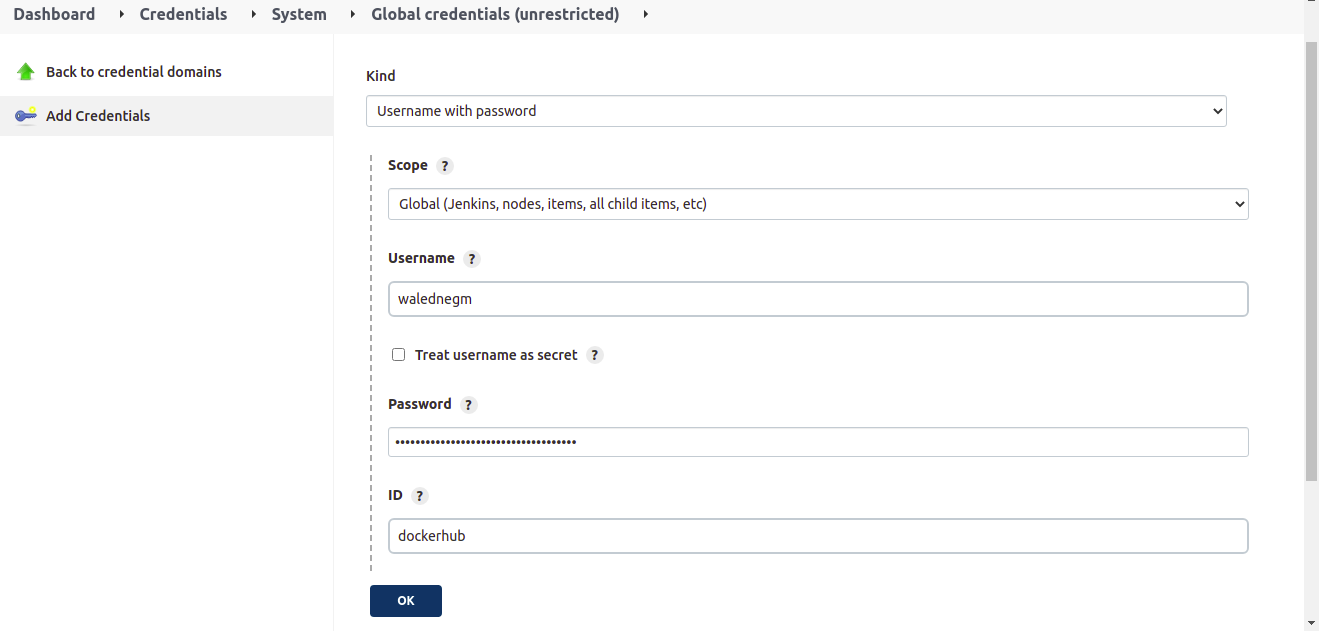 Dashboard Credentials System Global credentials (unrestricted)
Back to credential domains
Add Credentials
Kind
Username with password
Scope ?
Global (Jenkins, nodes, items, all child items, etc)
Username ?
walednegm
Treat username as secret ?
Password ?
••••••••••••••••••••••••••••••••••••
ID ?
dockerhub
OK